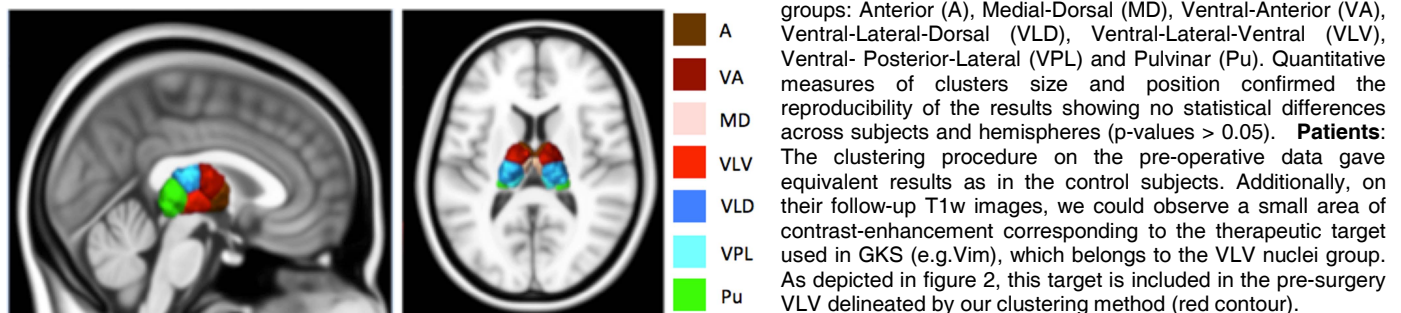 A
VA
MD
VLV
VLD
VPL
Pu
groups: Anterior (A), Medial-Dorsal (MD), Ventral-Anterior (VA),
Ventral-Lateral-Dorsal (VLD), Ventral-Lateral-Ventral (VLV),
Ventral- Posterior-Lateral (VPL) and Pulvinar (Pu). Quantitative
measures of clusters size and position confirmed the
reproducibility of the results showing no statistical differences
across subjects and hemispheres (p-values > 0.05). Patients:
The clustering procedure on the pre-operative data gave
equivalent results as in the control subjects. Additionally, on
their follow-up T1w images, we could observe a small area of
contrast-enhancement corresponding to the therapeutic target
used in GKS (e.g.Vim), which belongs to the VLV nuclei group.
As depicted in figure 2, this target is included in the pre-surgery
VLV delineated by our clustering method (red contour).